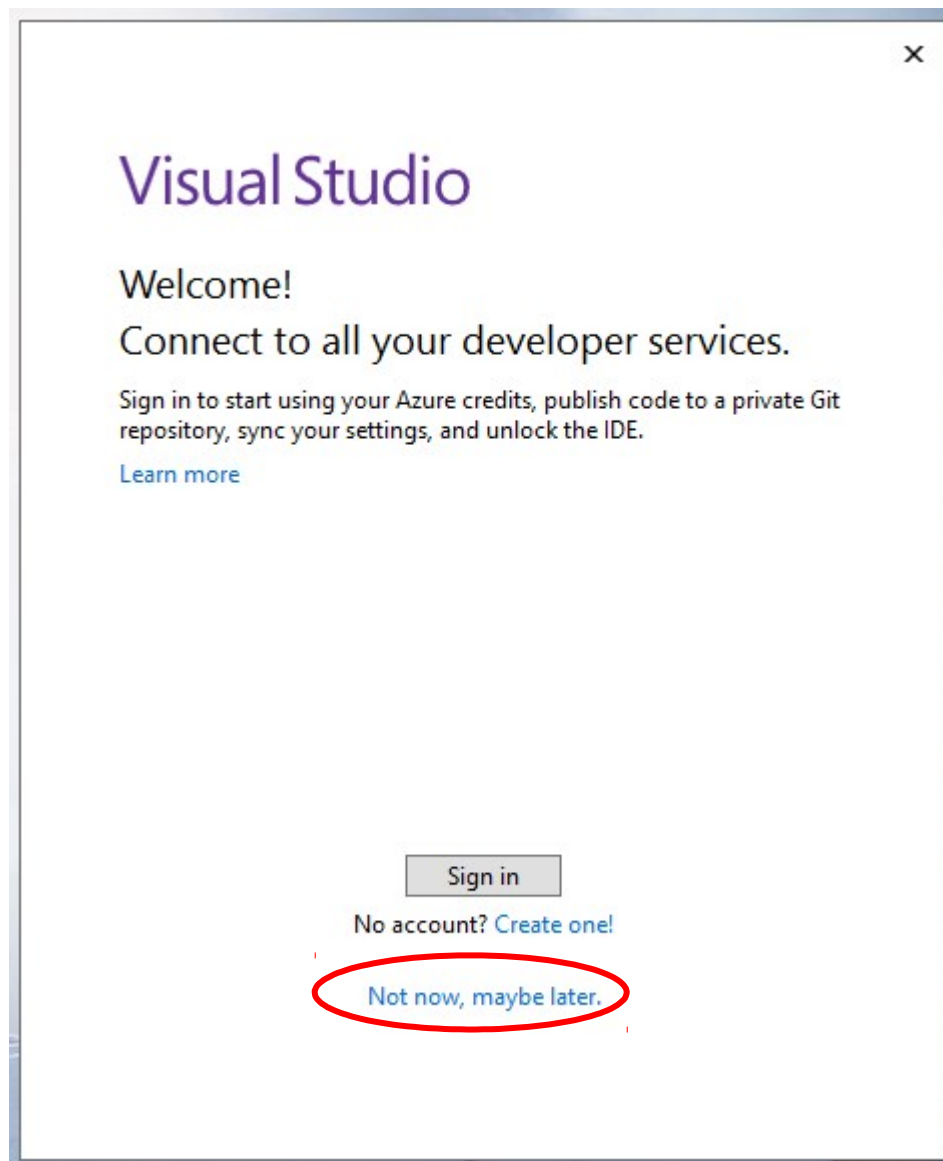 Visual Studio
Welcome!
Connect to all your developer services.
Sign in to start using your Azure credits, publish code to a private Git
repository, sync your settings, and unlock the IDE.
Learn more
Sign in
No account? Create one!
Not now, maybe later.